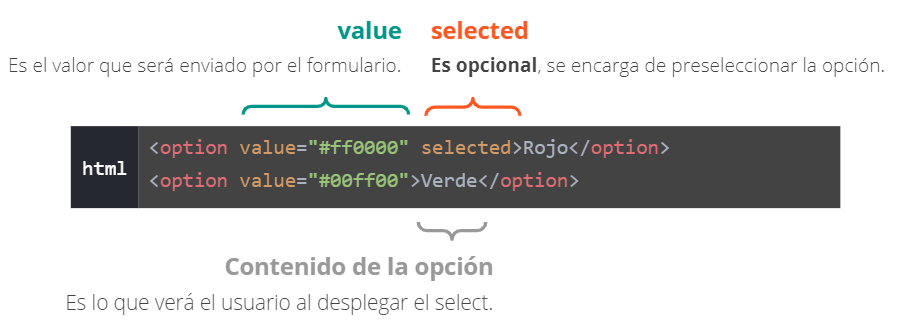 value selected
Es el valor que será enviado por el formulario. Es opcional, se encarga de preseleccionar la opción.
html
<option value="#ff0000" selected>Rojo</option>
<option value="#00ff00">Verde</option>
Contenido de la opción
Es lo que verá el usuario al desplegar el select.